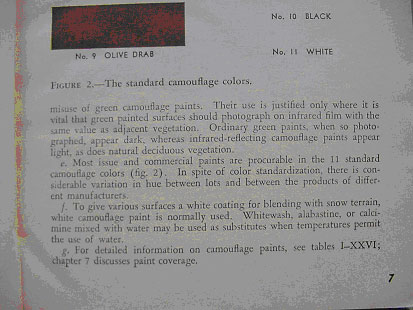 No. 10 BLACK
No. 9 OLIVE DRAB
No. 11 WHITE
FIGURE 2.—The standard camouflage colors.
misuse of green camouflage paints. Their use is justified only where it is
vital that green painted surfaces should photograph on infrared film with the
same value as adjacent vegetation. Ordinary green paints, when so photo-
graphed, appear dark, whereas infrared-reflecting camouflage paints appear
light, as does natural deciduous vegetation.
e. Most issue and commercial paints are procurable in the 11 standard
camouflage colors (fig. 2). In spite of color standardization, there is con-
siderable variation in hue between lots and between the products of differ-
ent manufacturers.
f. To give various surfaces a white coating for blending with snow terrain,
white camouflage paint is normally used. Whitewash, alabastine, or calci-
mine mixed with water may be used as substitutes when temperatures permit
the use of water.
g. For detailed information on camouflage paints, see tables I–XXVI;
chapter 7 discusses paint coverage.
7